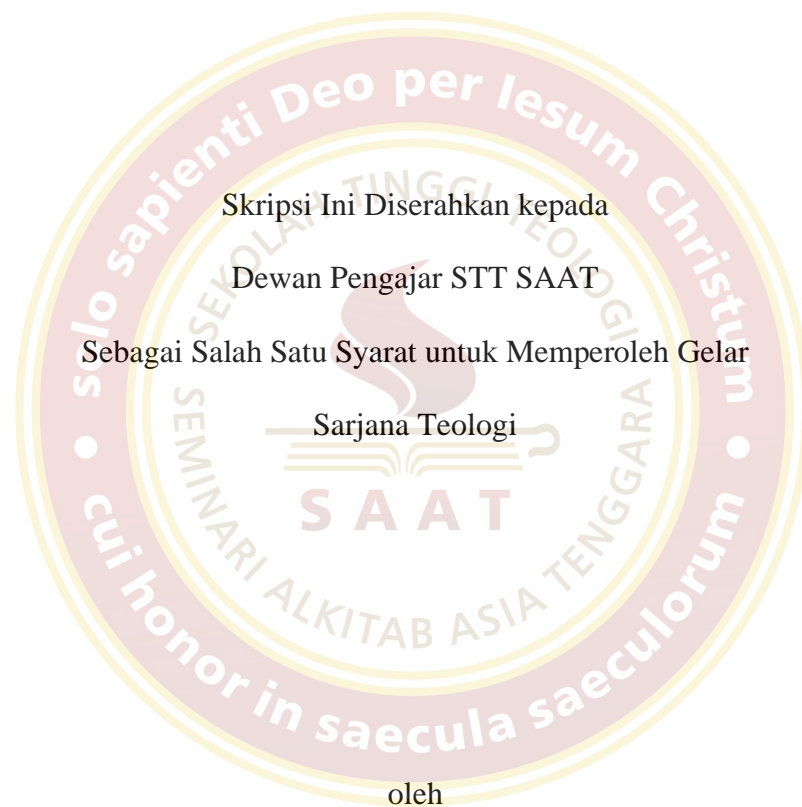 solo sapienti Deo per Iesum Christum
SEKOLAH TINGGI TEOLOGI
Skripsi Ini Diserahkan kepada
Dewan Pengajar STT SAAT
Sebagai Salah Satu Syarat untuk Memperoleh Gelar
Sarjana Teologi
SAAT
SEMINARI ALKITAB ASIA TENGGARA
cui honor in saecula saeculorum
oleh